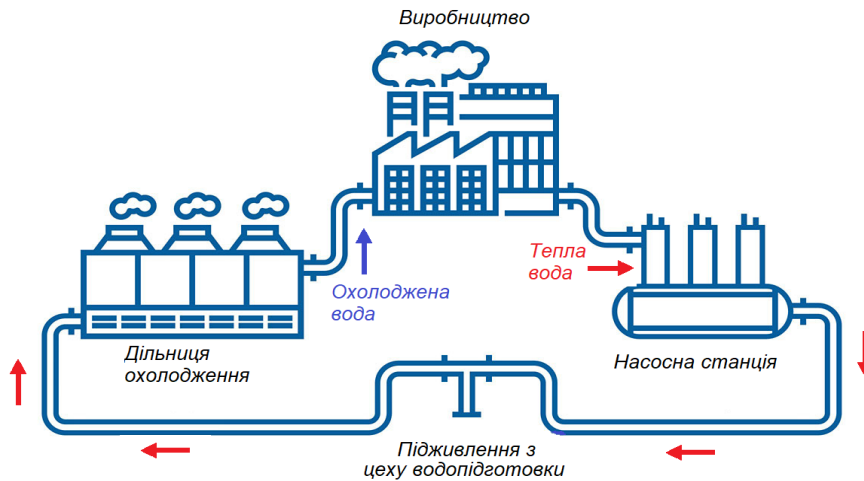 Виробництво
Тепла
вода
Охолоджена
вода
Дільниця
охолодження
Насосна станція
Підживлення з
цеху водопідготовки